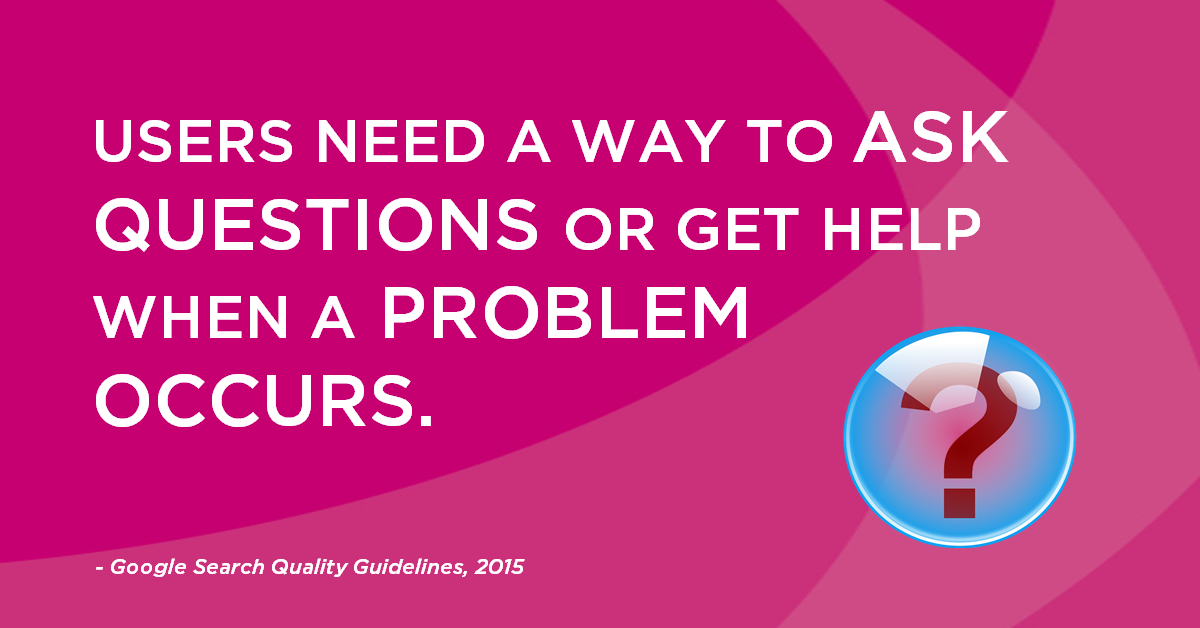 USERS NEED A WAY TO ASK
QUESTIONS OR GET HELP
WHEN A PROBLEM
OCCURS.
- Google Search Quality Guidelines, 2015
?